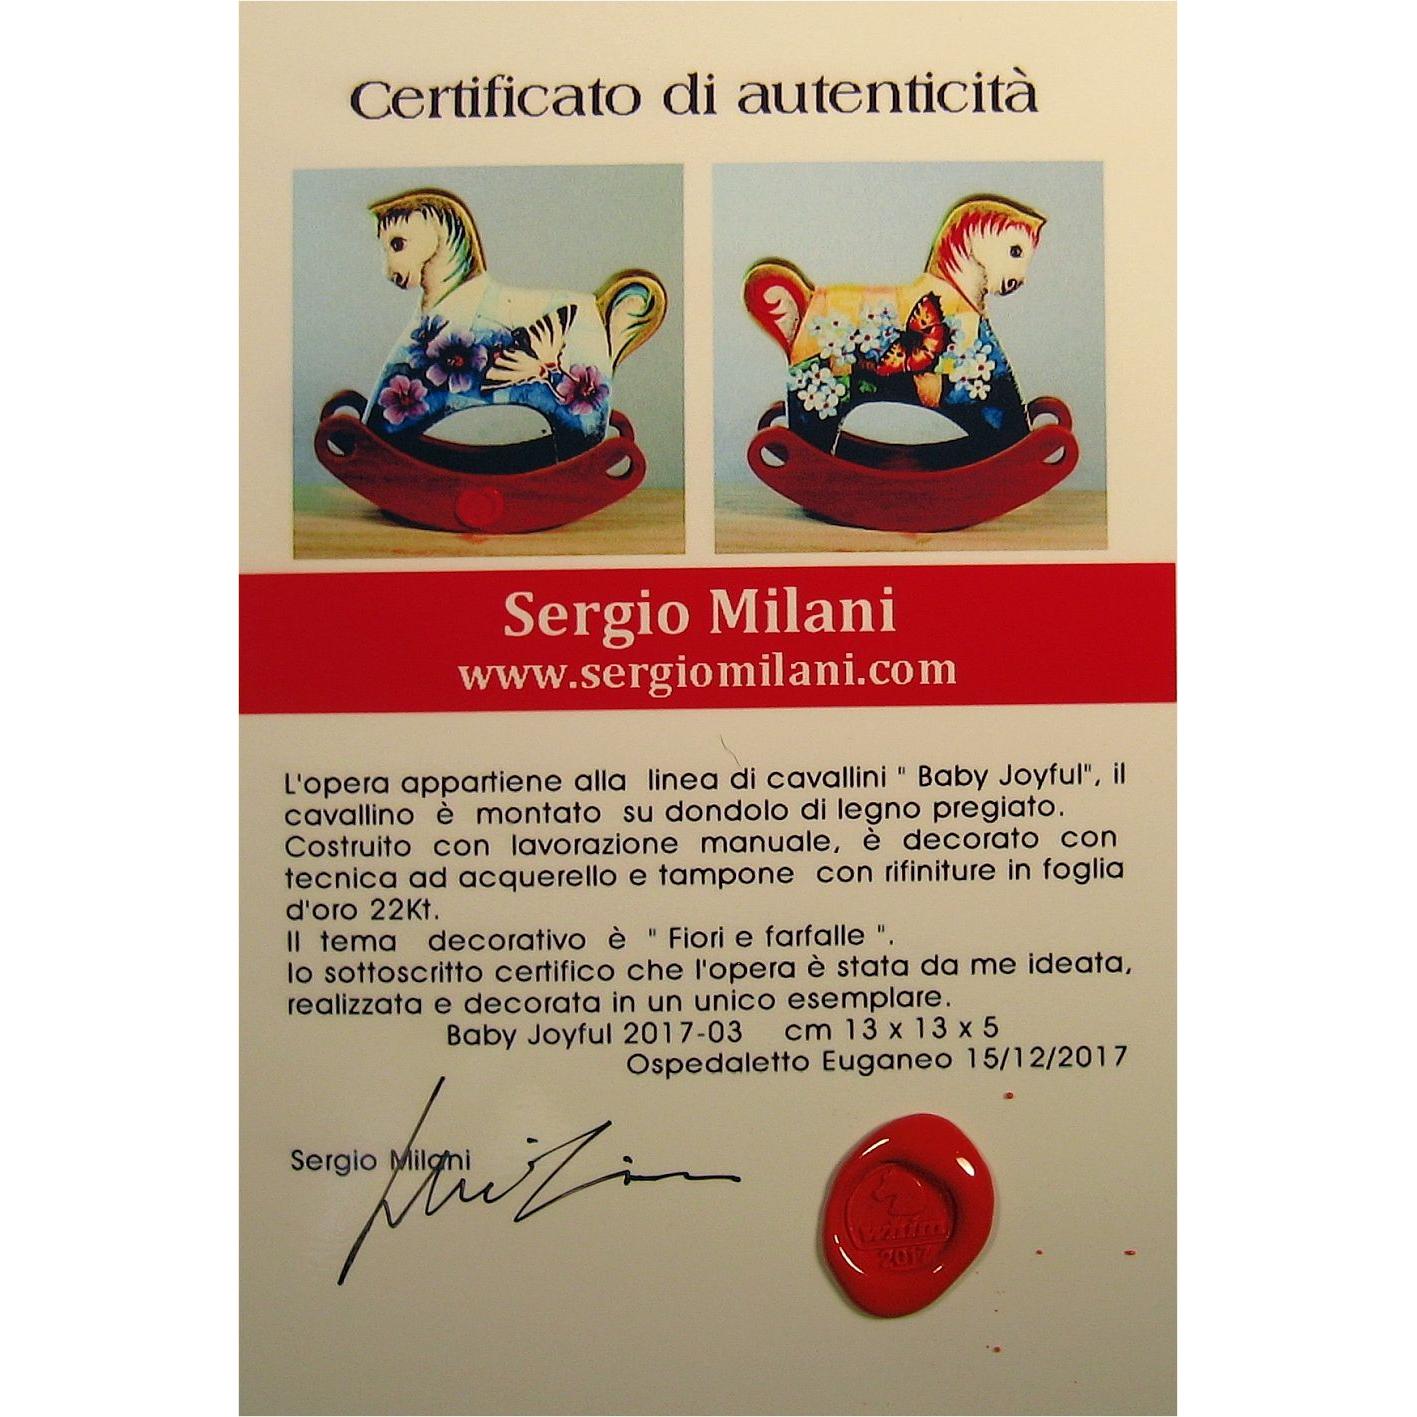 Certificato di autenticità
Sergio Milani
www.sergiomilani.com
L'opera appartiene alla linea di cavallini " Baby Joyful", il
cavallino è montato su dondolo di legno pregiato.
Costruito con lavorazione manuale, è decorato con
tecnica ad acquerello e tampone con rifiniture in foglia
d'oro 22Kt.
Il tema decorativo è " Fiori e farfalle ".
Io sottoscritto certifico che l'opera è stata da me ideata,
realizzata e decorata in un unico esemplare.
Baby Joyful 2017-03 cm 13 x 13 x 5
Ospedaletto Euganeo 15/12/2017
Sergio Milani
2017